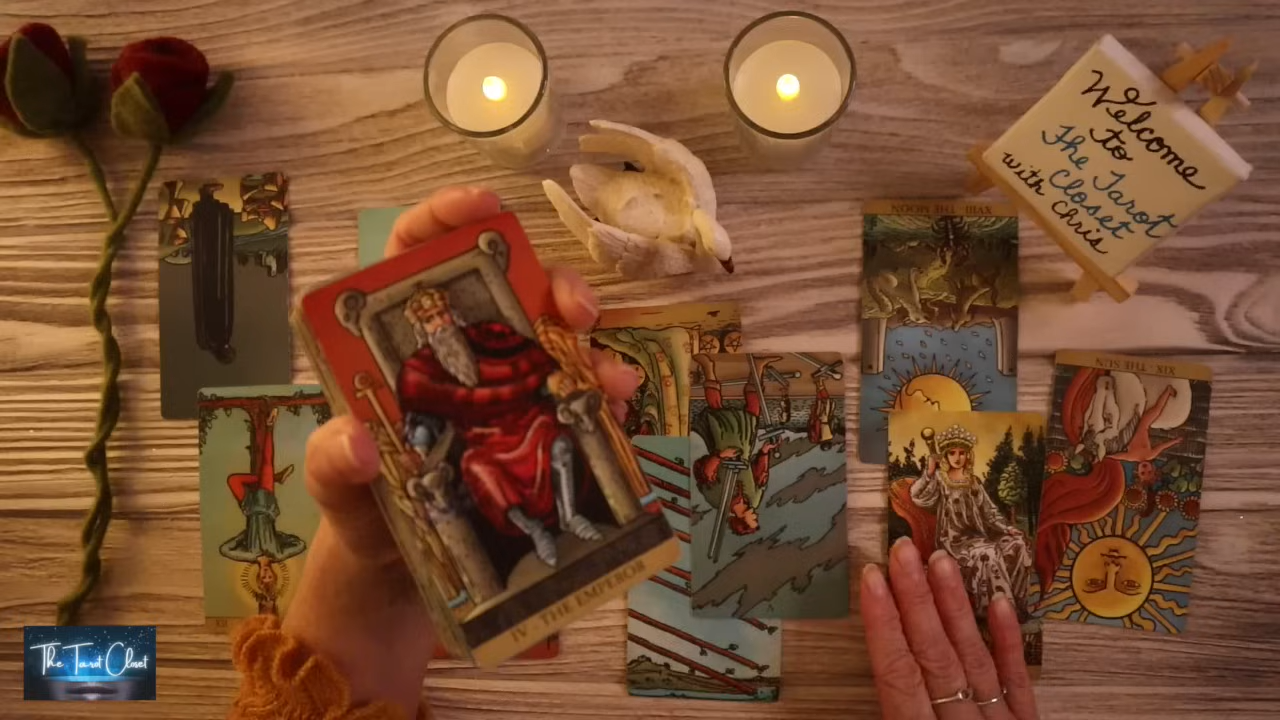 Welcome
to
The Tarot
Closet
with Chris
XVIII THE MOON
XIX. THE SUN.
IV THE EMPEROR
XII
The Tarot Closet